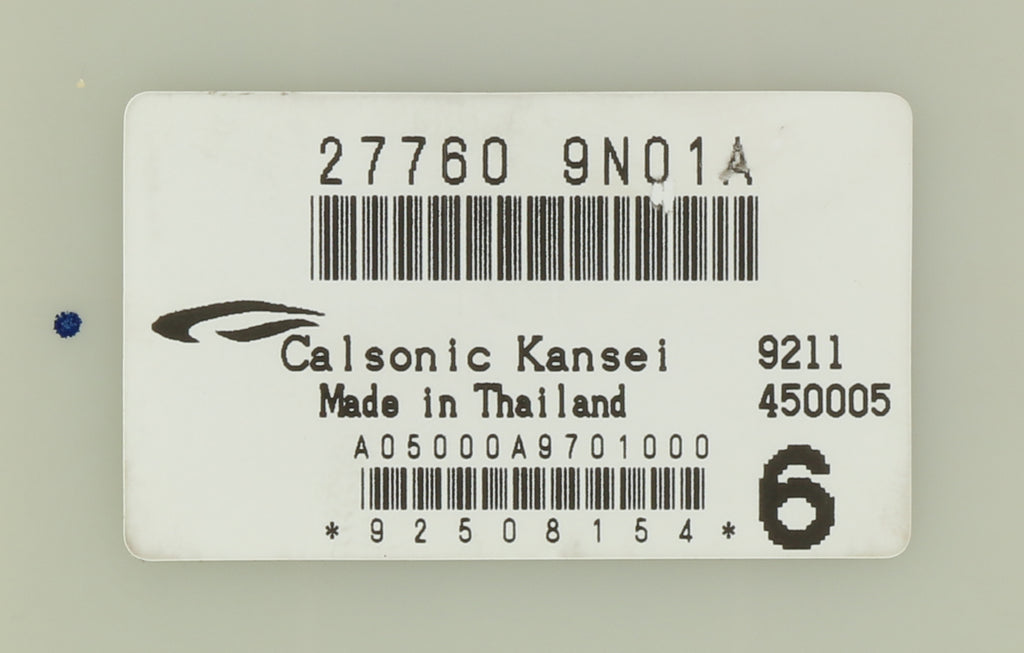 27760 9N01A
Calsonic Kansei 9211
Made in Thailand 450005
A05000A9701000
*92508154* 6